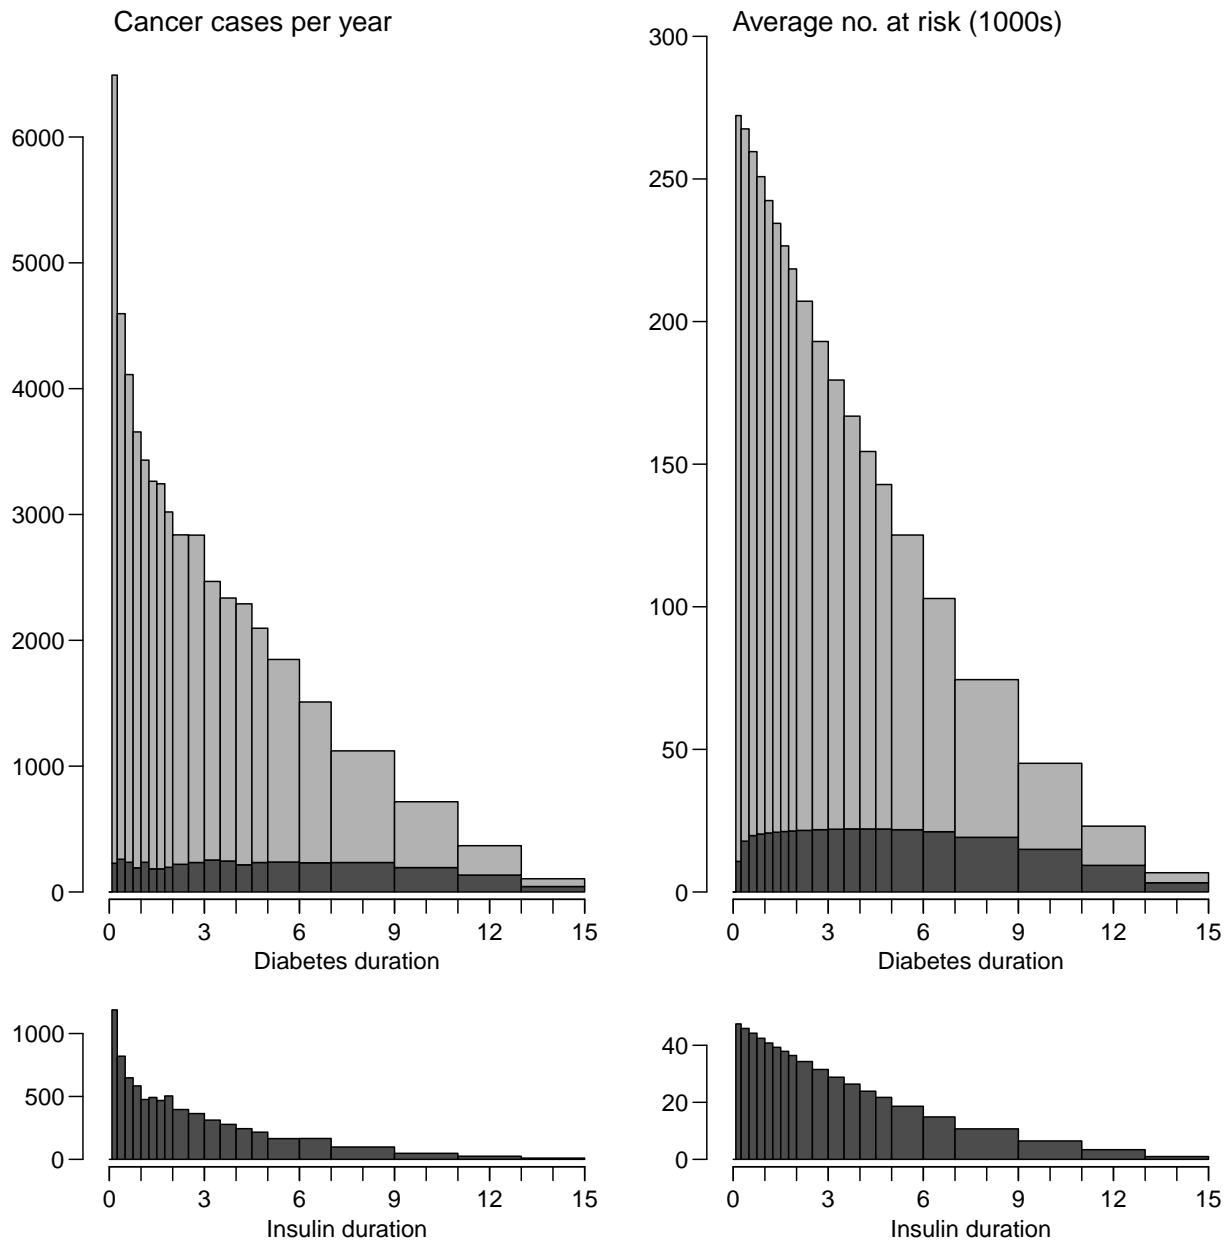 Cancer cases per year
6000
5000
4000
3000
2000
1000
0
0 3 6 9 12 15
Diabetes duration
Average no. at risk (1000s)
300
250
200
150
100
50
0
0 3 6 9 12 15
Diabetes duration
1000
500
0
0 3 6 9 12 15
Insulin duration
40
20
0
0 3 6 9 12 15
Insulin duration